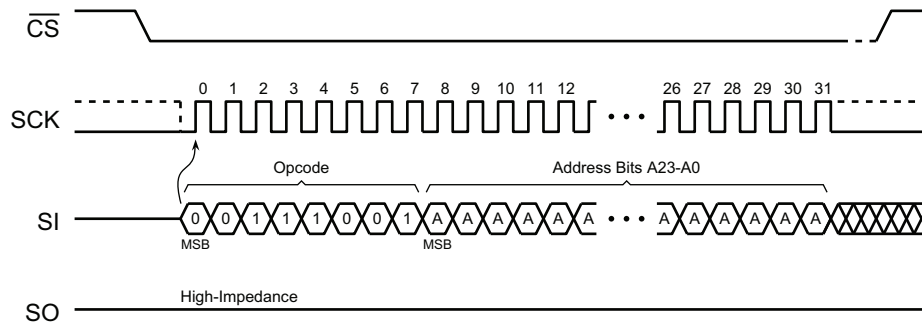 CS
0 1 2 3 4 5 6 7 8 9 10 11 12 26 27 28 29 30 31
SCK • • •
Opcode Address Bits A23-A0
SI 0 0 1 1 1 0 0 1 A A A A A A • • • A A A A A A
MSB MSB
High-Impedance
SO